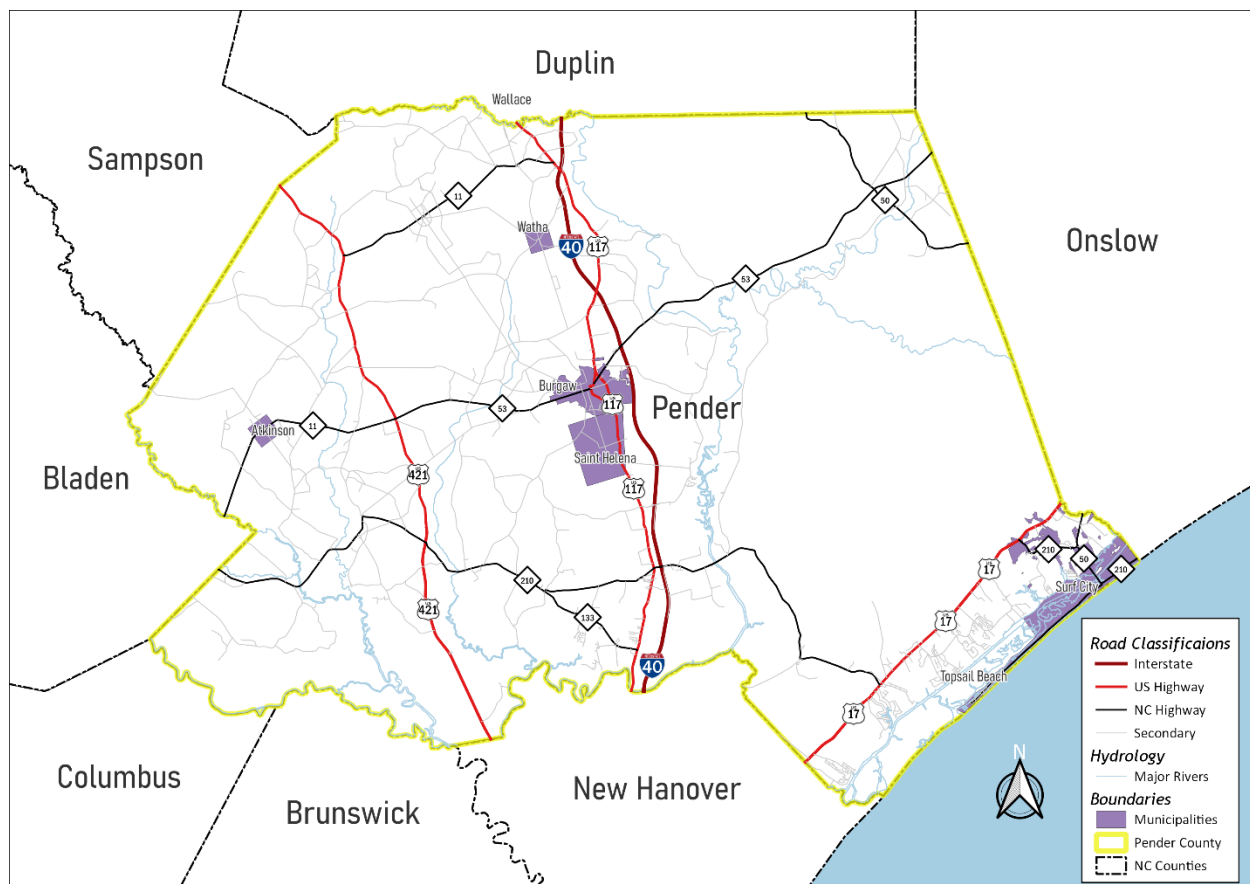 Duplin
Wallace
Sampson
11
50
Watha
Onslow
40
117
53
Burgaw
117
Pender
53
11
Atkinson
Saint Helena
Bladen
421
117
210
50
17
210
210
Surf City
421
133
17
40
Topsail Beach
17
Columbus
New Hanover
Brunswick
N
Road Classificaions
Interstate
US Highway
NC Highway
Secondary
Hydrology
Major Rivers
Boundaries
Municipalities
Pender County
NC Counties